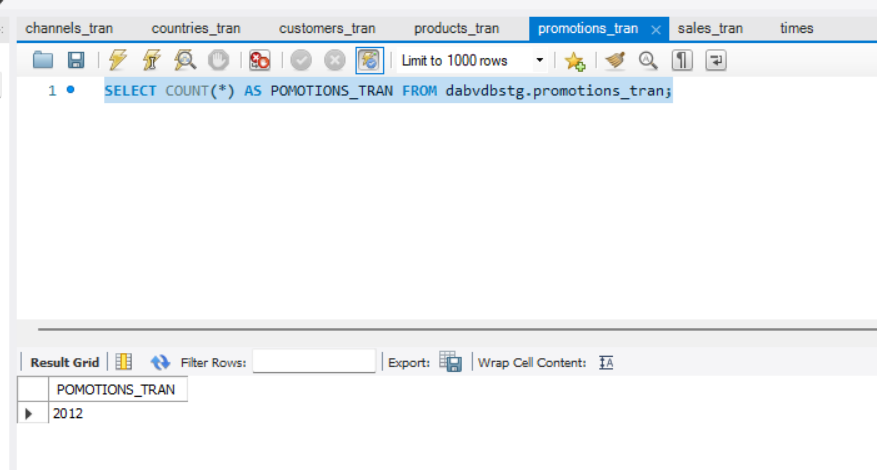 channels_tran countries_tran customers_tran products_tran promotions_tran × sales_tran times
Limit to 1000 rows
1 SELECT COUNT(*) AS POMOTIONS_TRAN FROM dabvdbstg.promotions_tran;
Result Grid Filter Rows: Export: Wrap Cell Content:
POMOTIONS_TRAN
2012